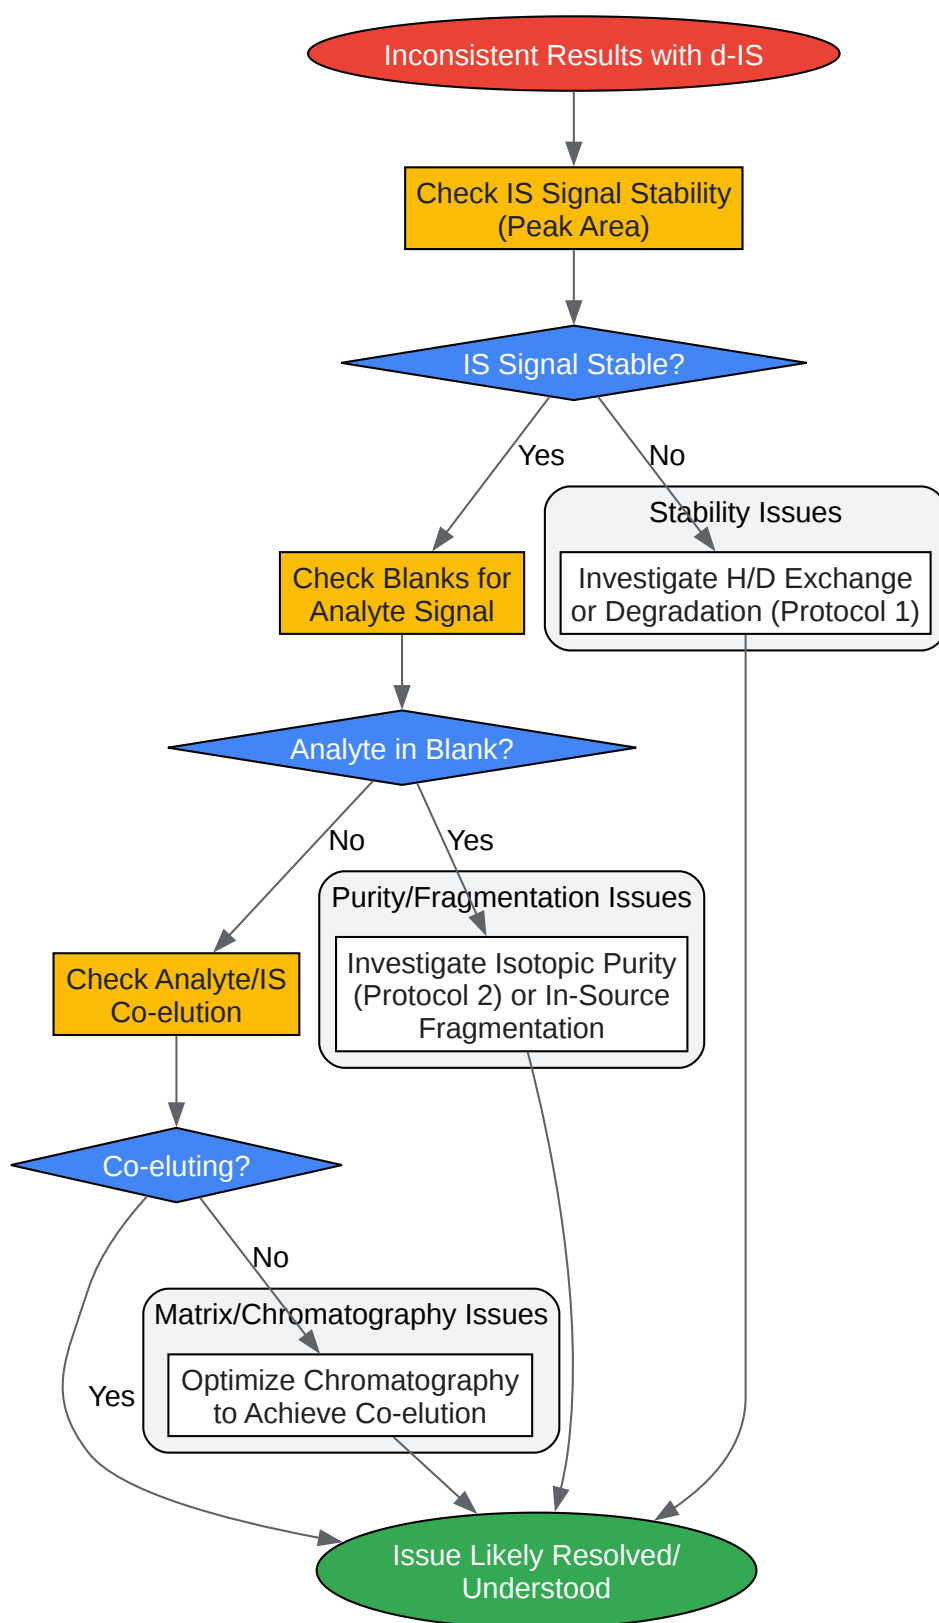 Inconsistent Results with d-IS
Check IS Signal Stability
(Peak Area)
IS Signal Stable?
Yes
No
Stability Issues
Check Blanks for
Analyte Signal
Investigate H/D Exchange
or Degradation (Protocol 1)
Analyte in Blank?
No
Yes
Purity/Fragmentation Issues
Check Analyte/IS
Co-elution
Investigate Isotopic Purity
(Protocol 2) or In-Source
Fragmentation
Co-eluting?
No
Matrix/Chromatography Issues
Yes
Optimize Chromatography
to Achieve Co-elution
Issue Likely Resolved/
Understood